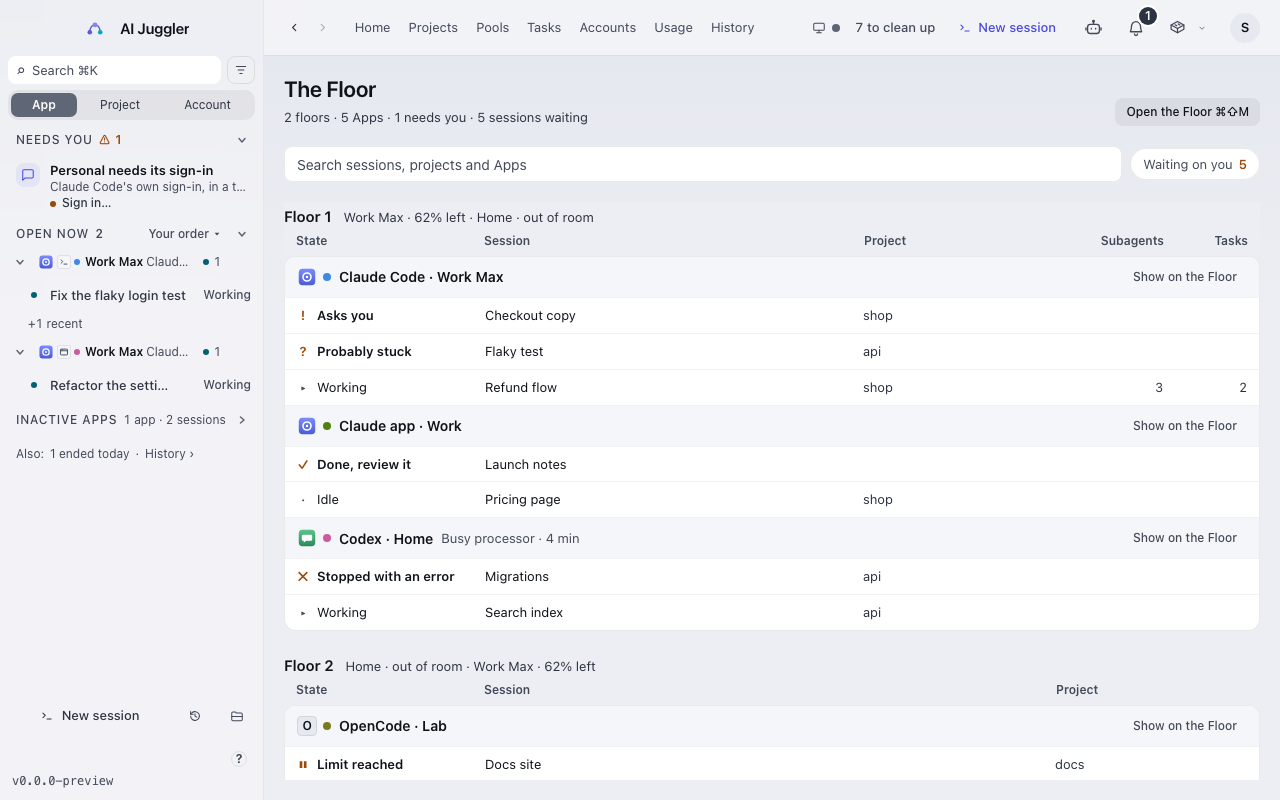 AI Juggler
Search ⌘K
App Project Account
NEEDS YOU 1
Personal needs its sign-in
Claude Code's own sign-in, in a t…
Sign in…
OPEN NOW 2 Your order
Work Max Claud… 1
Fix the flaky login test Working
+1 recent
Work Max Claud… 1
Refactor the setti… Working
INACTIVE APPS 1 app · 2 sessions
Also: 1 ended today · History ›
New session
?
v0.0.0-preview
Home Projects Pools Tasks Accounts Usage History
7 to clean up
New session
1
S
The Floor
2 floors · 5 Apps · 1 needs you · 5 sessions waiting
Open the Floor ⌘⇧M
Search sessions, projects and Apps
Waiting on you 5
Floor 1 Work Max · 62% left · Home · out of room
State Session Project Subagents Tasks
Claude Code · Work Max Show on the Floor
! Asks you Checkout copy shop
? Probably stuck Flaky test api
Working Refund flow shop 3 2
Claude app · Work Show on the Floor
Done, review it Launch notes
· Idle Pricing page shop
Codex · Home Busy processor · 4 min Show on the Floor
Stopped with an error Migrations api
Working Search index api
Floor 2 Home · out of room · Work Max · 62% left
State Session Project
O OpenCode · Lab Show on the Floor
Limit reached Docs site docs